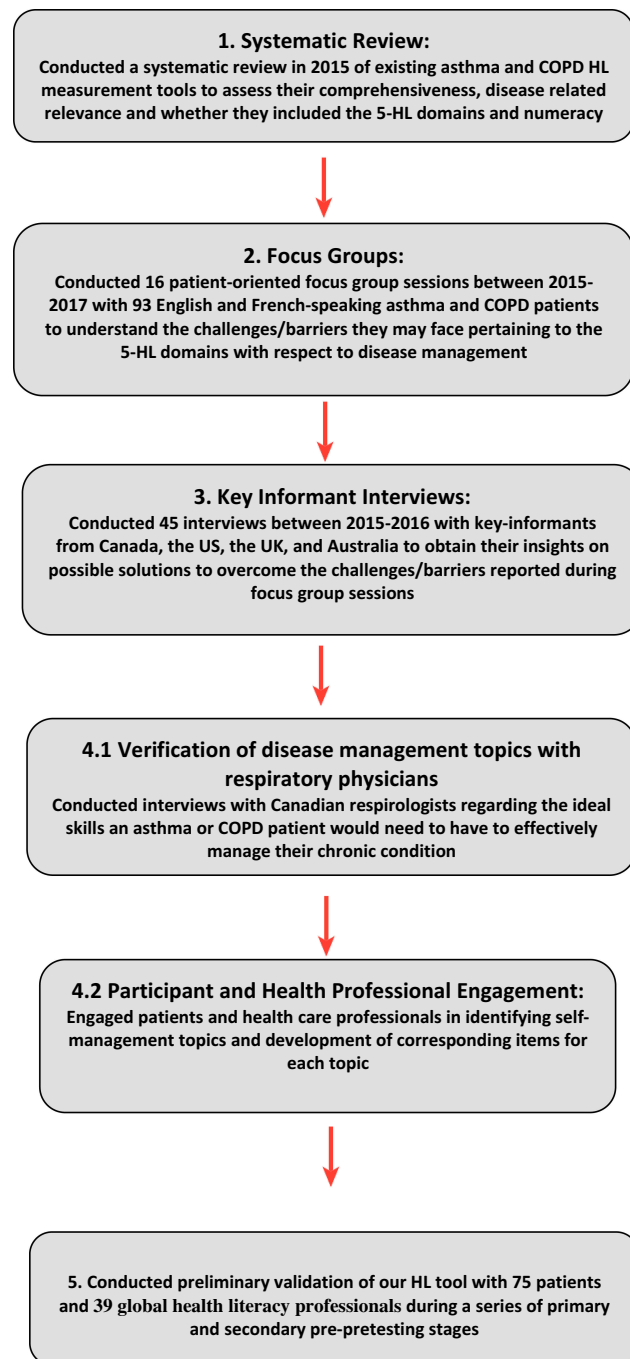 1. Systematic Review:
Conducted a systematic review in 2015 of existing asthma and COPD HL
measurement tools to assess their comprehensiveness, disease related
relevance and whether they included the 5-HL domains and numeracy
2. Focus Groups:
Conducted 16 patient-oriented focus group sessions between 2015-
2017 with 93 English and French-speaking asthma and COPD patients
to understand the challenges/barriers they may face pertaining to the
5-HL domains with respect to disease management
3. Key Informant Interviews:
Conducted 45 interviews between 2015-2016 with key-informants
from Canada, the US, the UK, and Australia to obtain their insights on
possible solutions to overcome the challenges/barriers reported during
focus group sessions
4.1 Verification of disease management topics with
respiratory physicians
Conducted interviews with Canadian respirologists regarding the ideal
skills an asthma or COPD patient would need to have to effectively
manage their chronic condition
4.2 Participant and Health Professional Engagement:
Engaged patients and health care professionals in identifying self-
management topics and development of corresponding items for
each topic
5. Conducted preliminary validation of our HL tool with 75 patients
and 39 global health literacy professionals during a series of primary
and secondary pre-pretesting stages